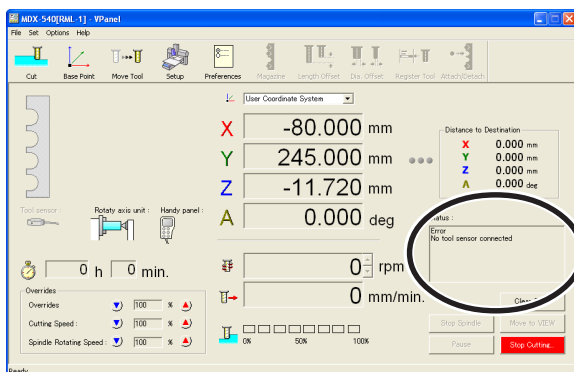 MDX-540[RML-1] - VPanel
File Set Options Help
Cut Base Point Move Tool Setup Preferences Magazine Length Offset Dia. Offset Register Tool Attach/Detach
User Coordinate System
X -80.000 mm
Y 245.000 mm
Z -11.720 mm
A 0.000 deg
Distance to Destination
X 0.000 mm
Y 0.000 mm
Z 0.000 mm
A 0.000 deg
Tool sensor : Rotaty axis unit : Handy panel :
Error
No tool sensor connected
0 h 0 min.
0 rpm
0 mm/min.
0% 50% 100%
Overrides
Overrides 100 %
Cutting Speed : 100 %
Spindle Rotating Speed : 100 %
Stop Spindle Move to VIEW
Pause Stop Cutting...
Ready